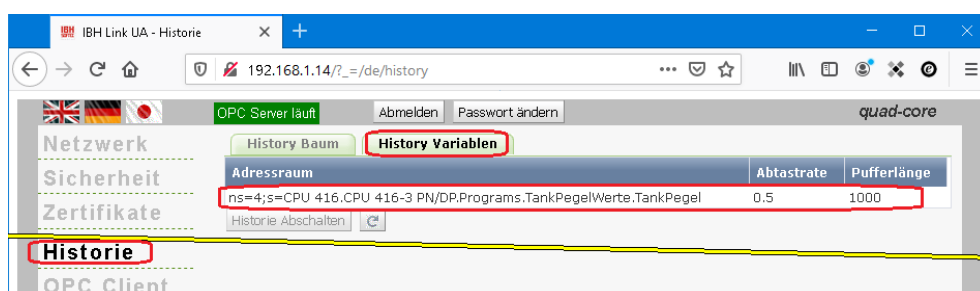 IBH Link UA - Historie
192.168.1.14/?_=/de/history
OPC Server läuft Abmelden Passwort ändern quad-core
Netzwerk
History Baum History Variablen
Sicherheit
Adressraum Abtastrate Pufferlänge
ns=4;s=CPU 416.CPU 416-3 PN/DP.Programs.TankPegelWerte.TankPegel 0.5 1000
Zertifikate
Historie Abschalten
Historie
OPC Client